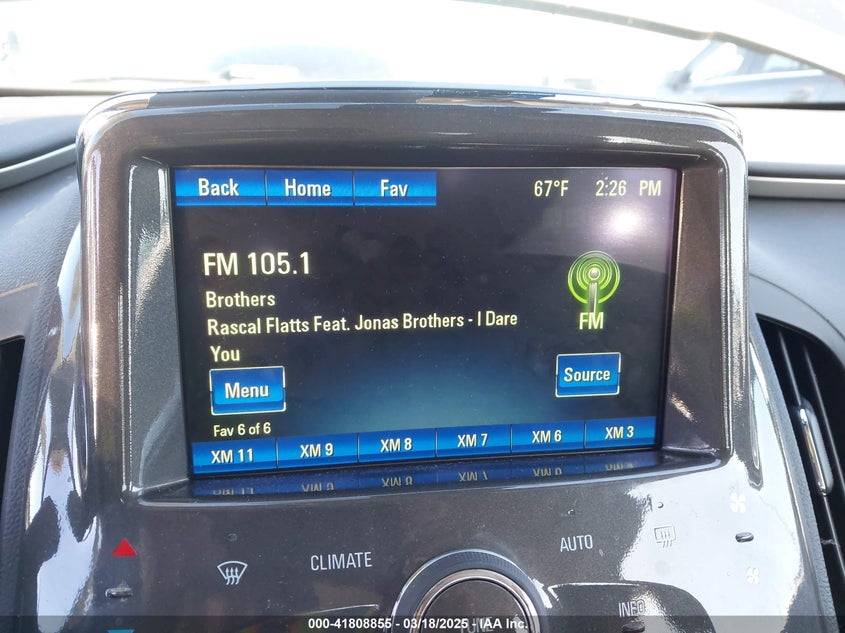 Back Home Fav 67°F 2:26 PM
FM 105.1
Brothers
Rascal Flatts Feat. Jonas Brothers - I Dare
You
FM
Menu
Source
Fav 6 of 6
XM 11 XM 9 XM 8 XM 7 XM 6 XM 3
CLIMATE
AUTO
INFO
TUNE
000-41808855 - 03/18/2025 - IAA Inc.